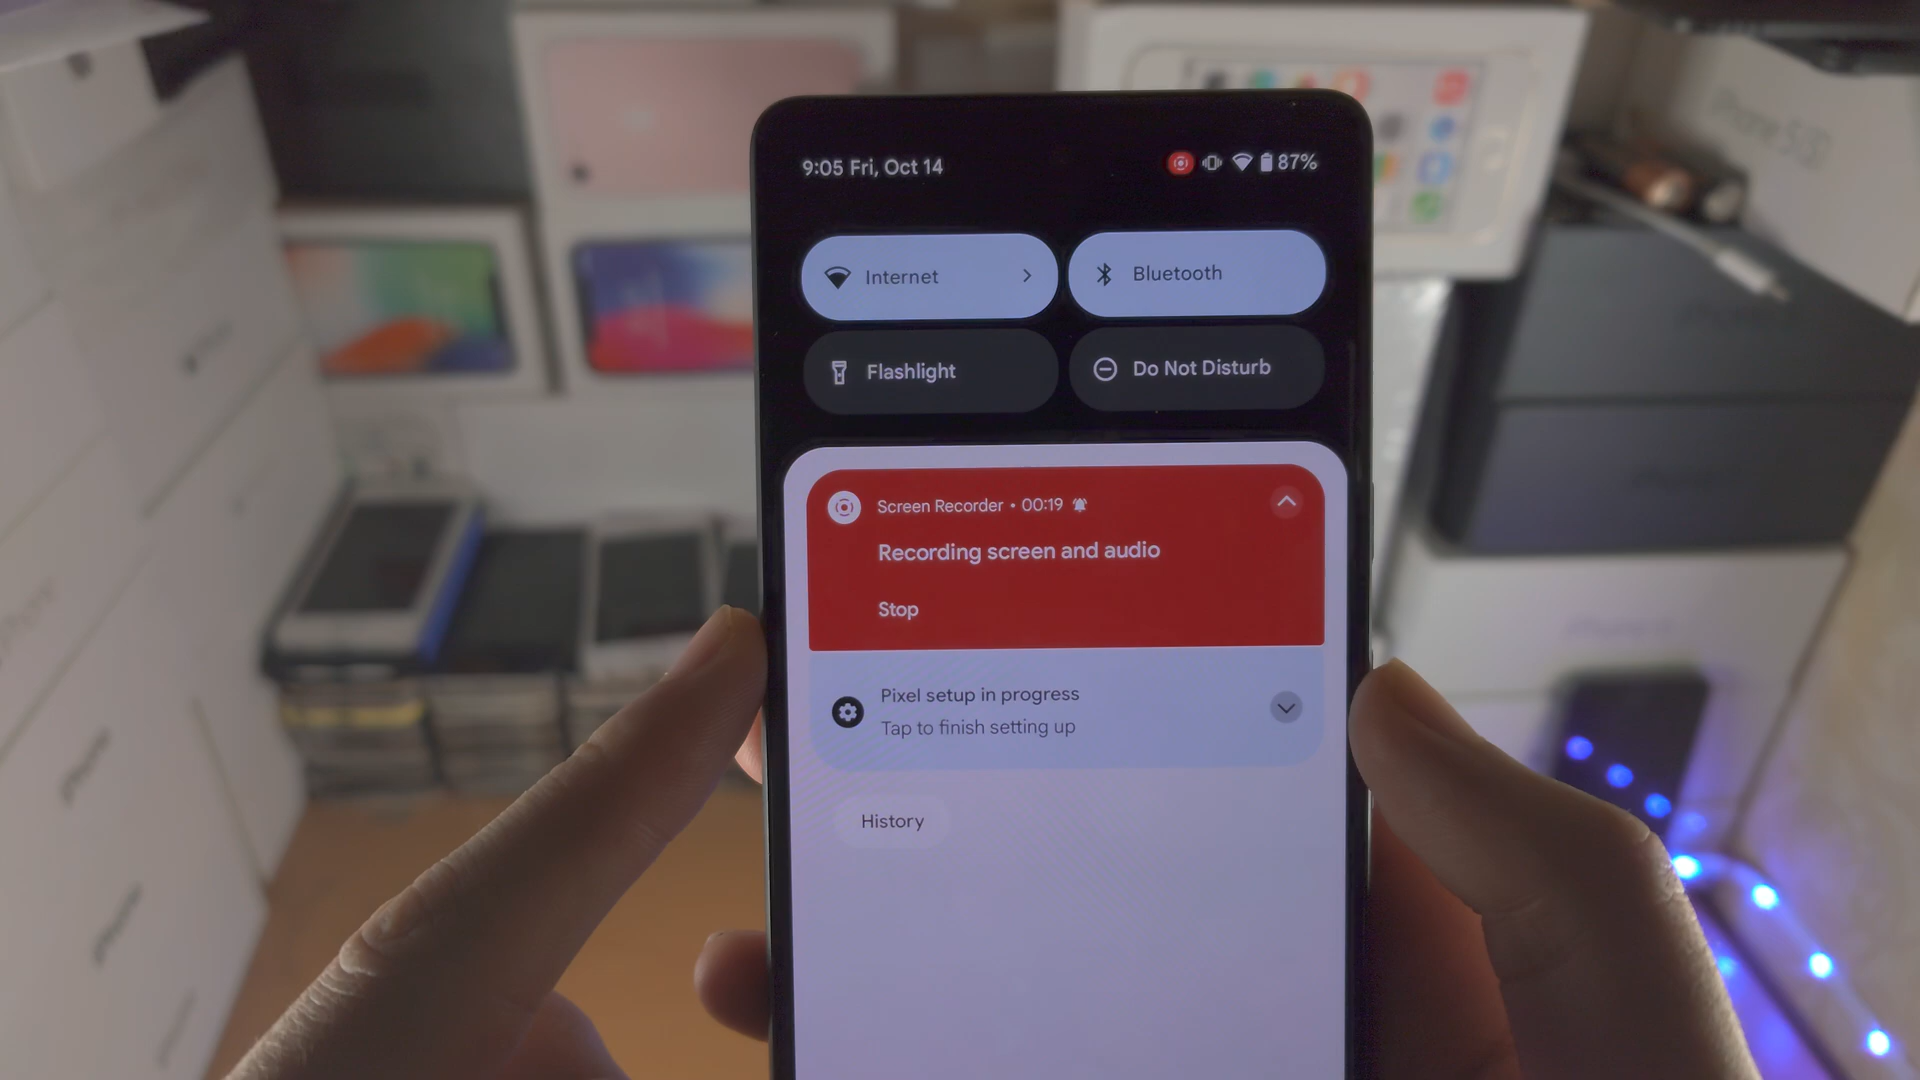 9:05 Fri, Oct 14
87%
Internet
Bluetooth
Flashlight
Do Not Disturb
Screen Recorder • 00:19
Recording screen and audio
Stop
Pixel setup in progress
Tap to finish setting up
History